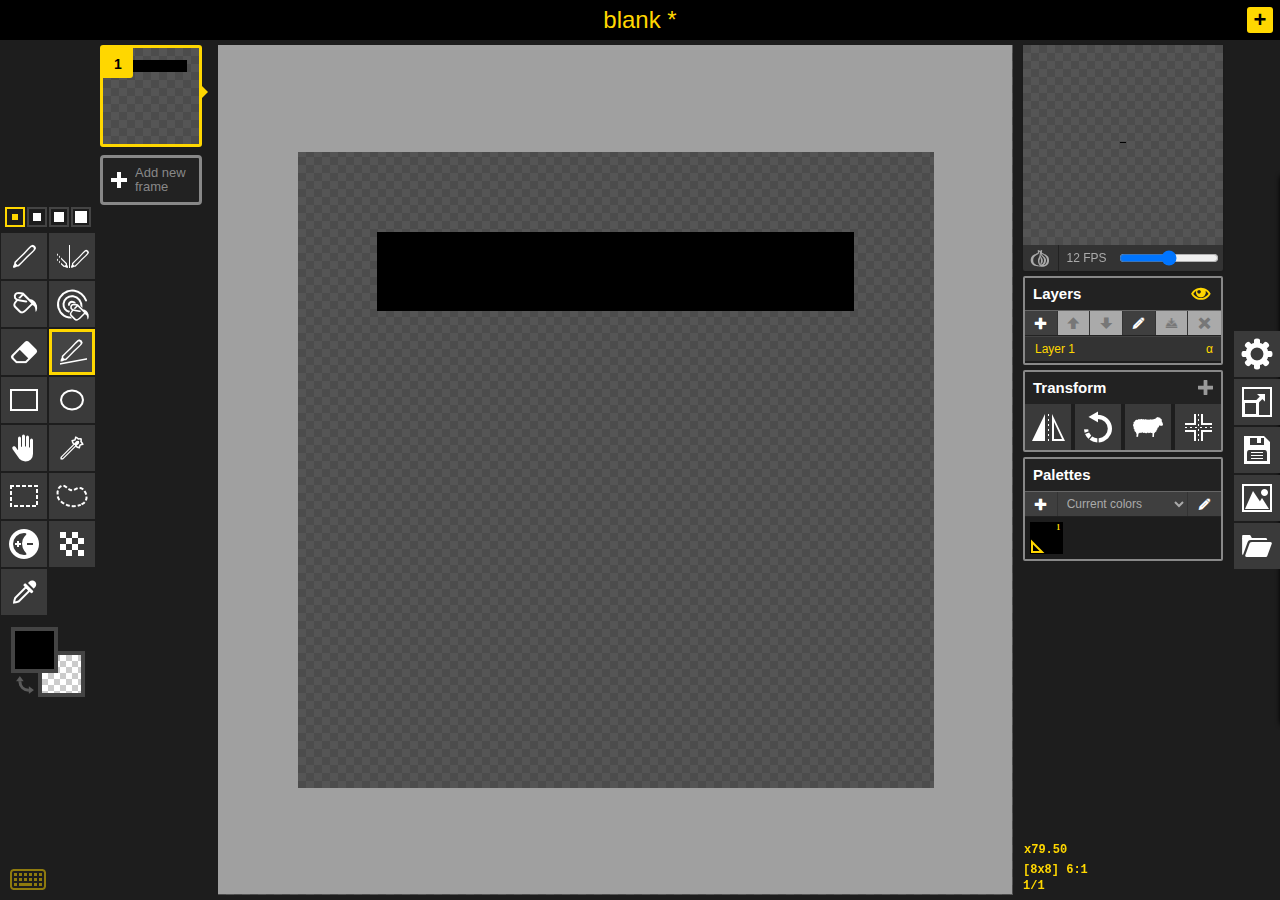 blank *
1
Add new
frame
12 FPS
Layers
Layer 1
α
Transform
Palettes
Current colors
1
x79.50
[8x8] 6:1
1/1